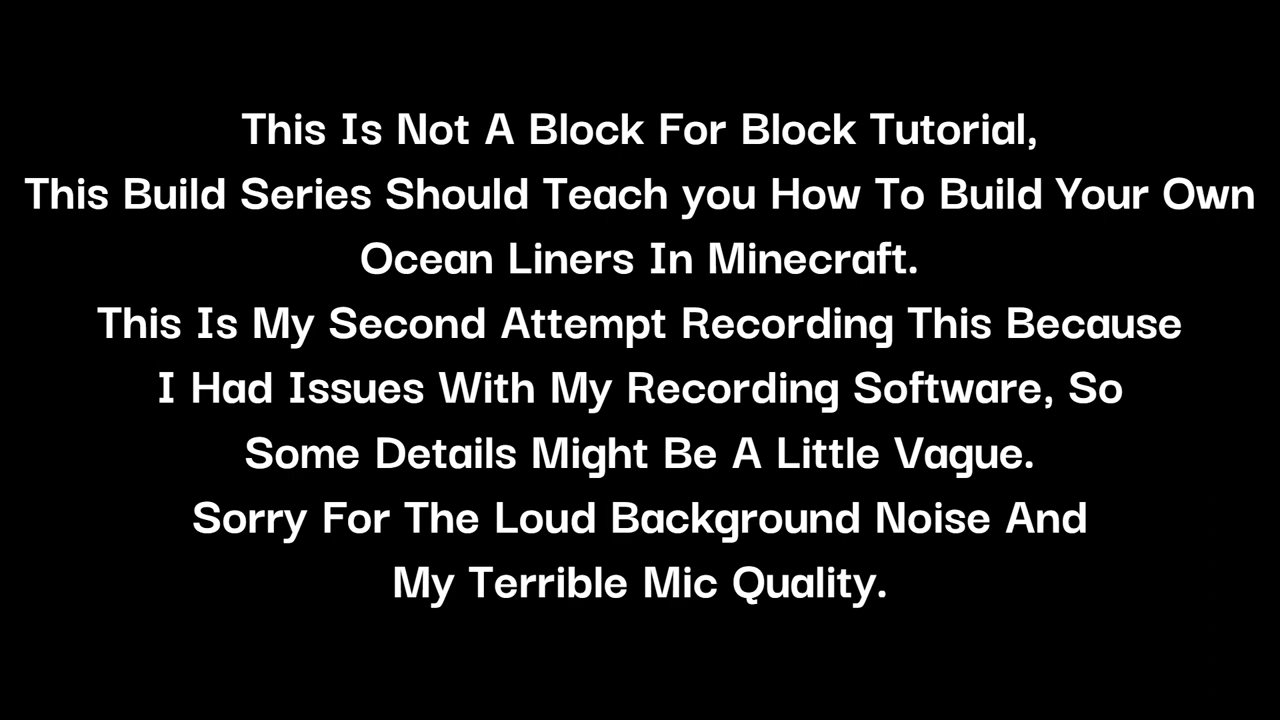 This Is Not A Block For Block Tutorial,
This Build Series Should Teach you How To Build Your Own
Ocean Liners In Minecraft.
This Is My Second Attempt Recording This Because
I Had Issues With My Recording Software, So
Some Details Might Be A Little Vague.
Sorry For The Loud Background Noise And
My Terrible Mic Quality.